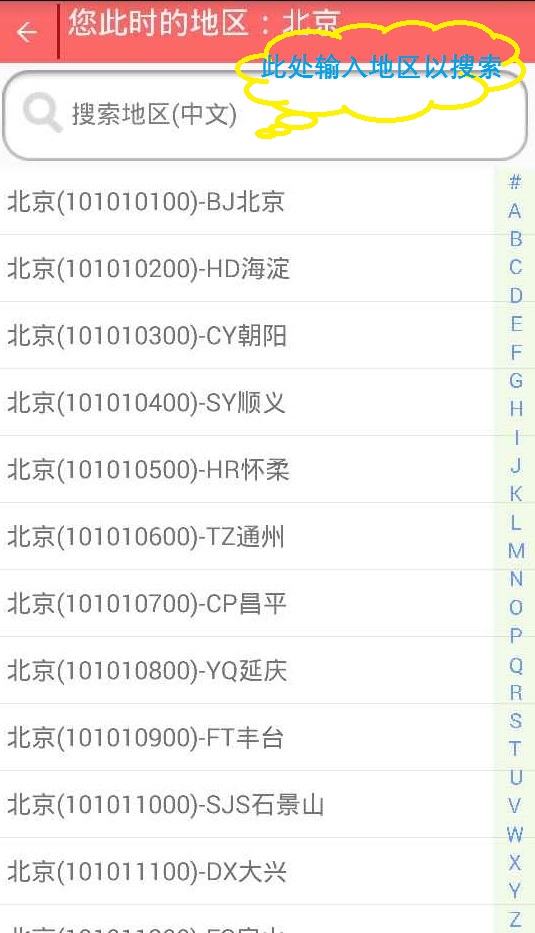 您此时的地区：北京
此处输入地区以搜索
搜索地区(中文)
北京(101010100)-BJ北京
北京(101010200)-HD海淀
北京(101010300)-CY朝阳
北京(101010400)-SY顺义
北京(101010500)-HR怀柔
北京(101010600)-TZ通州
北京(101010700)-CP昌平
北京(101010800)-YQ延庆
北京(101010900)-FT丰台
北京(101011000)-SJS石景山
北京(101011100)-DX大兴
#
A
B
C
D
E
F
G
H
I
J
K
L
M
N
O
P
Q
R
S
T
U
V
W
X
Y
Z